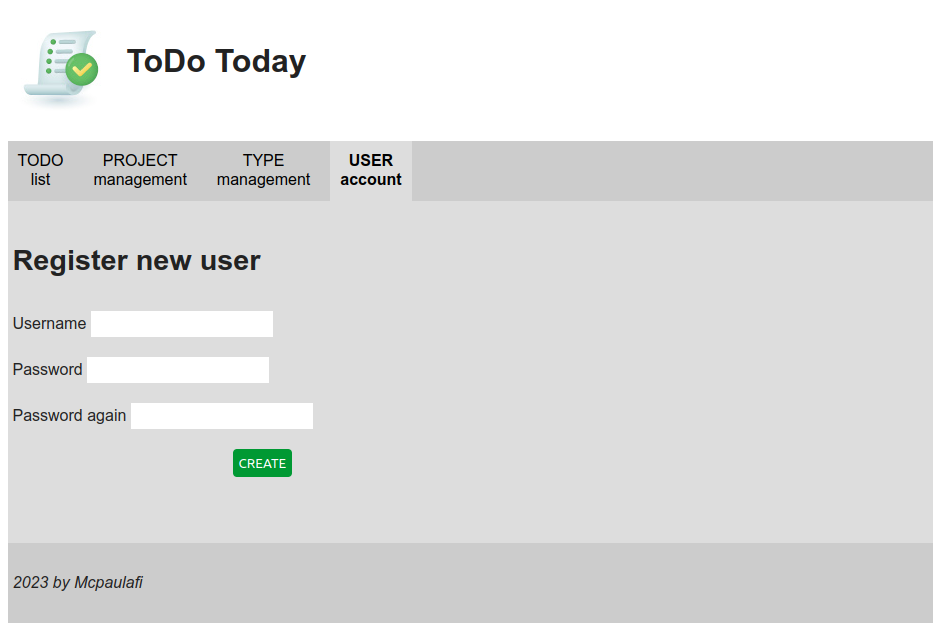 ToDo Today
TODO
list
PROJECT
management
TYPE
management
USER
account
Register new user
Username
Password
Password again
CREATE
2023 by Mcpaulafi